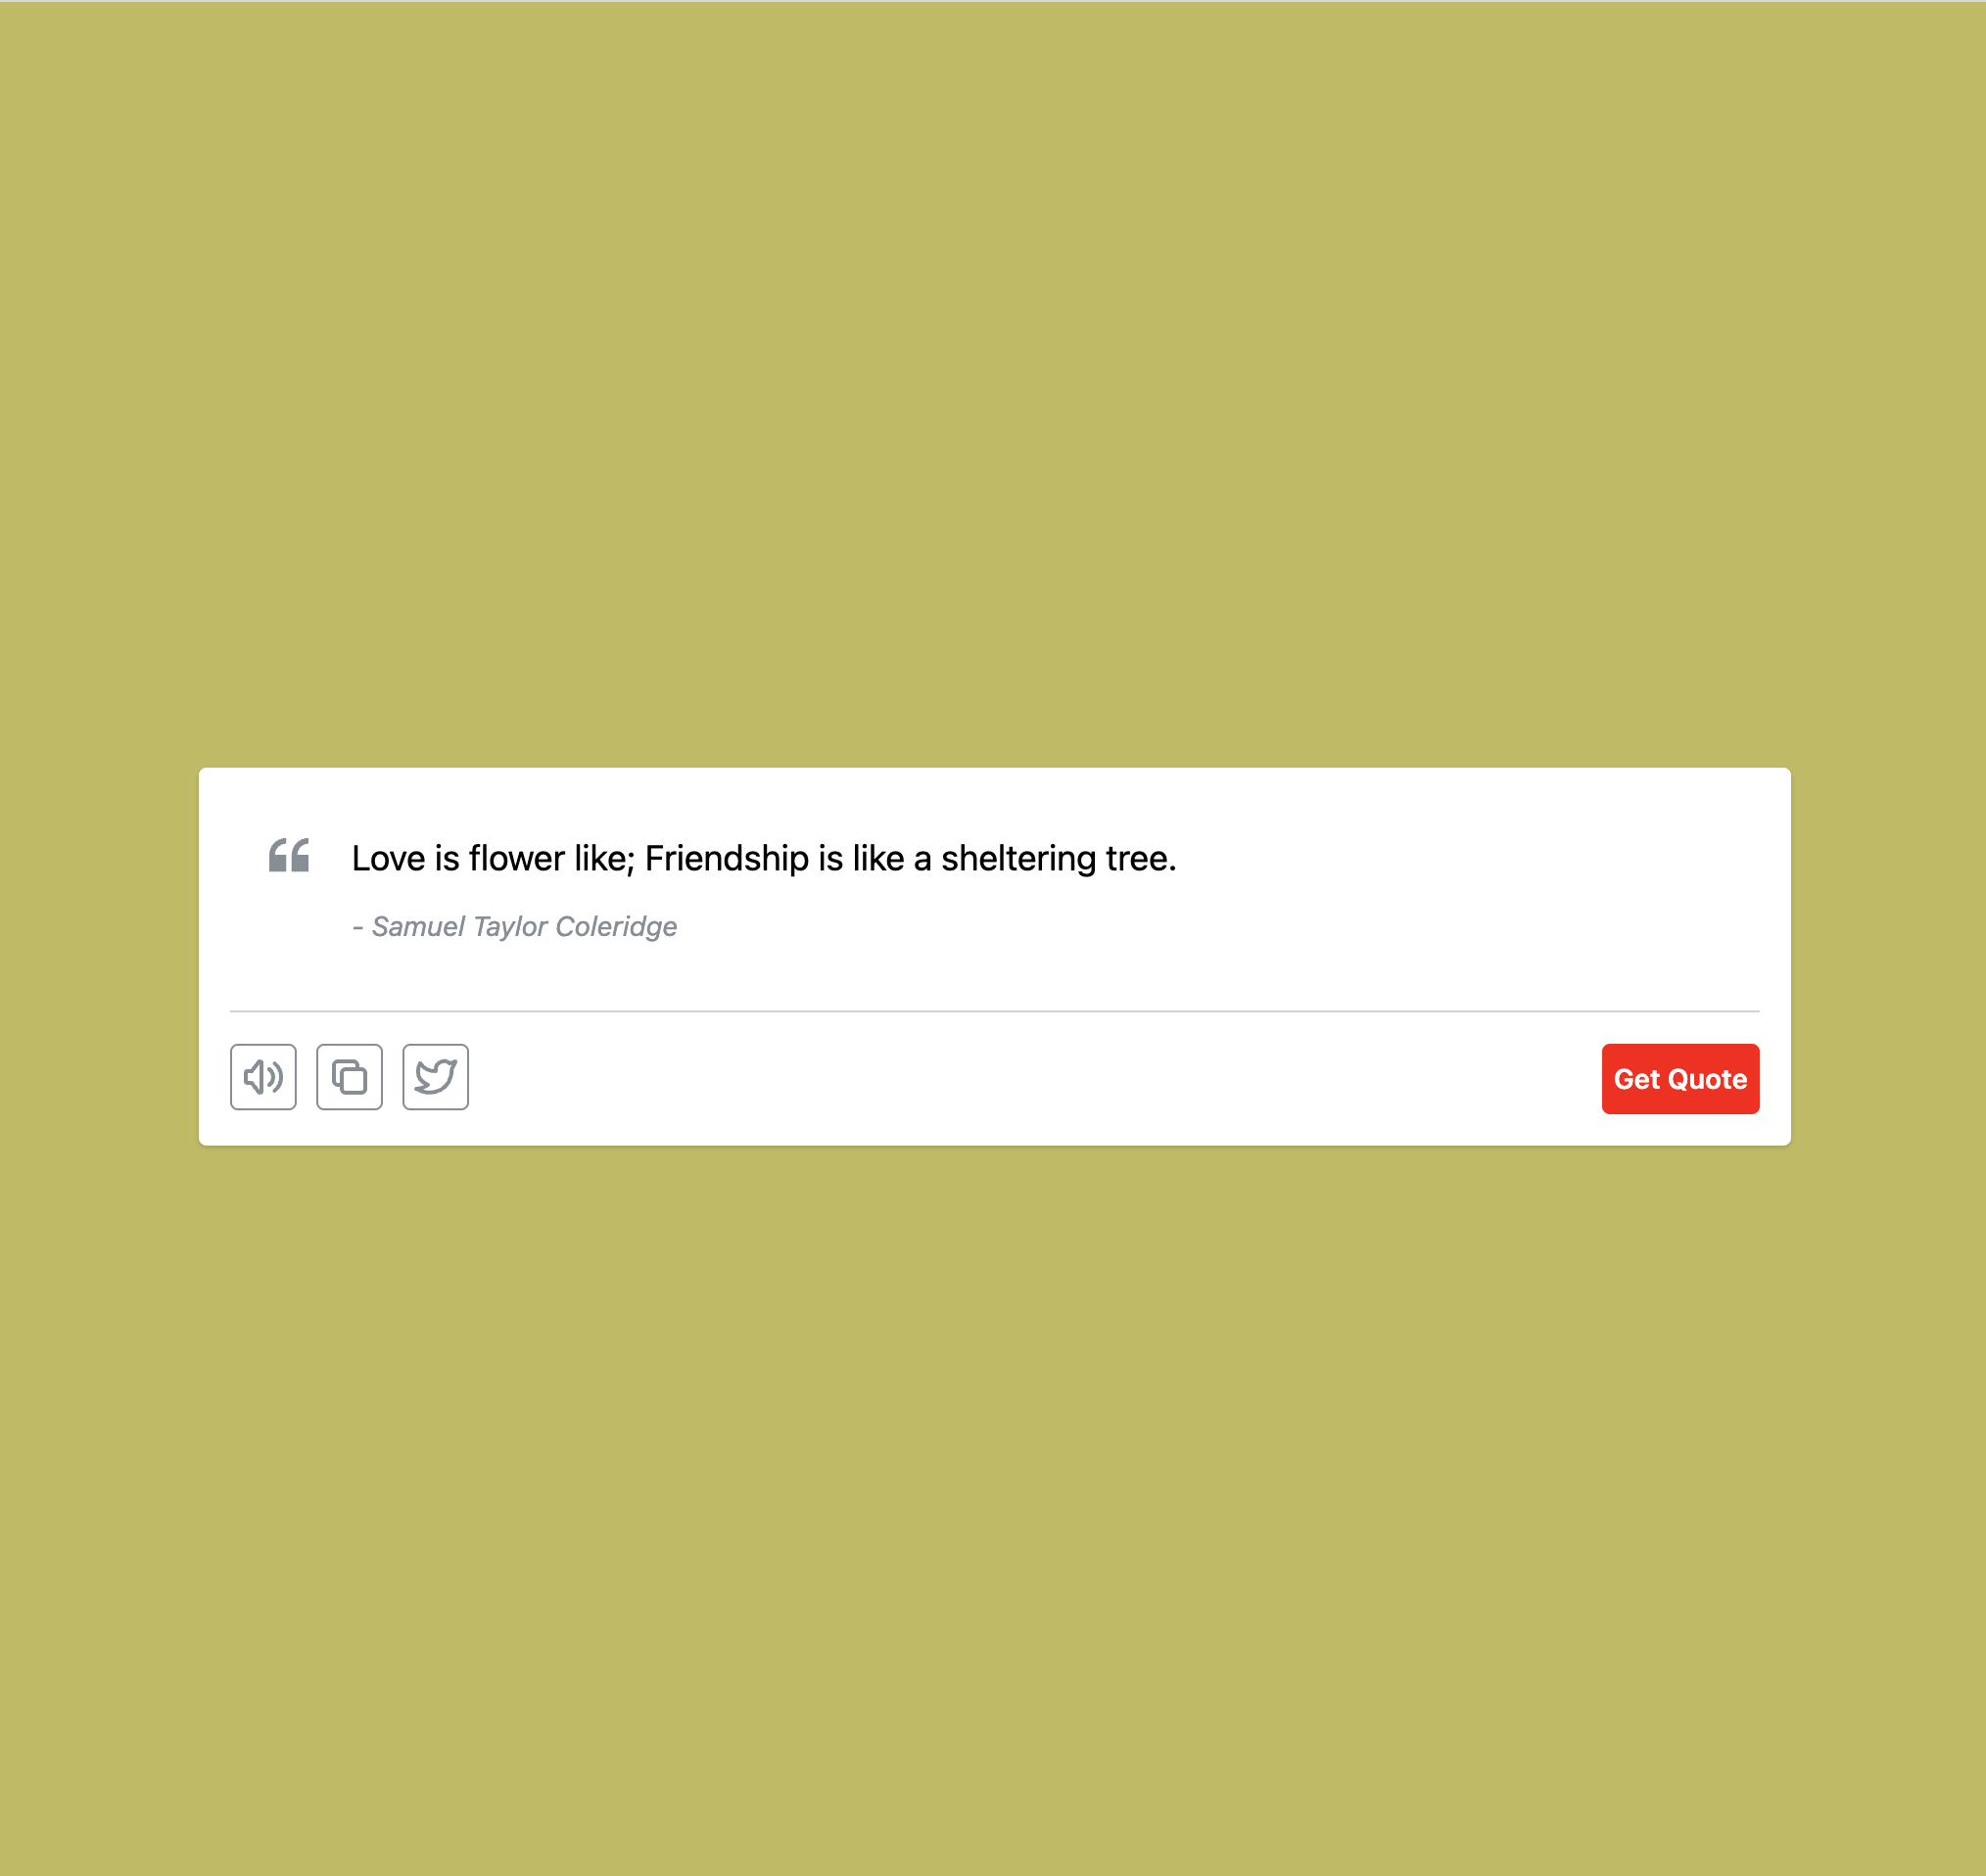 Love is flower like; Friendship is like a sheltering tree.
- Samuel Taylor Coleridge
Get Quote